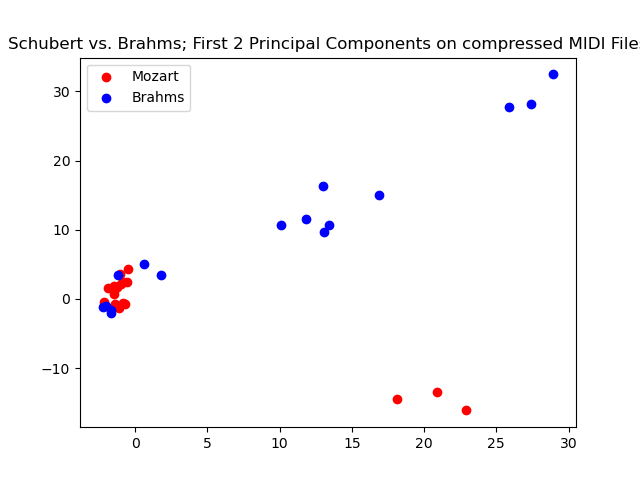 Schubert vs. Brahms; First 2 Principal Components on compressed MIDI Files
Mozart
Brahms
30
20
10
0
−10
0 5 10 15 20 25 30